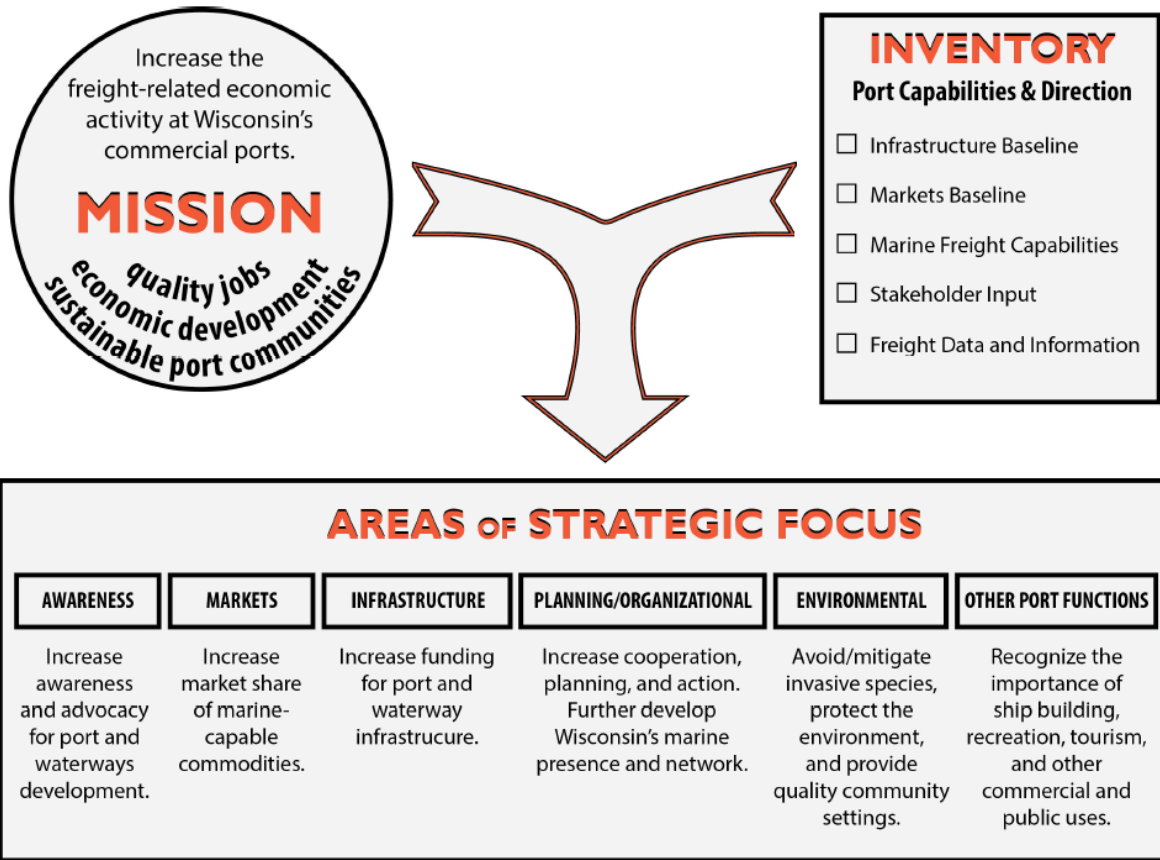 Increase the
freight-related economic
activity at Wisconsin's
commercial ports.
MISSION
quality jobs
economic development
sustainable port communities
INVENTORY
Port Capabilities & Direction
☐ Infrastructure Baseline
☐ Markets Baseline
☐ Marine Freight Capabilities
☐ Stakeholder Input
☐ Freight Data and Information
AREAS OF STRATEGIC FOCUS
AWARENESS
Increase
awareness
and advocacy
for port and
waterways
development.
MARKETS
Increase
market share
of marine-
capable
commodities.
INFRASTRUCTURE
Increase funding
for port and
waterway
infrastrucure.
PLANNING/ORGANIZATIONAL
Increase cooperation,
planning, and action.
Further develop
Wisconsin's marine
presence and network.
ENVIRONMENTAL
Avoid/mitigate
invasive species,
protect the
environment,
and provide
quality community
settings.
OTHER PORT FUNCTIONS
Recognize the
importance of
ship building,
recreation, tourism,
and other
commercial and
public uses.